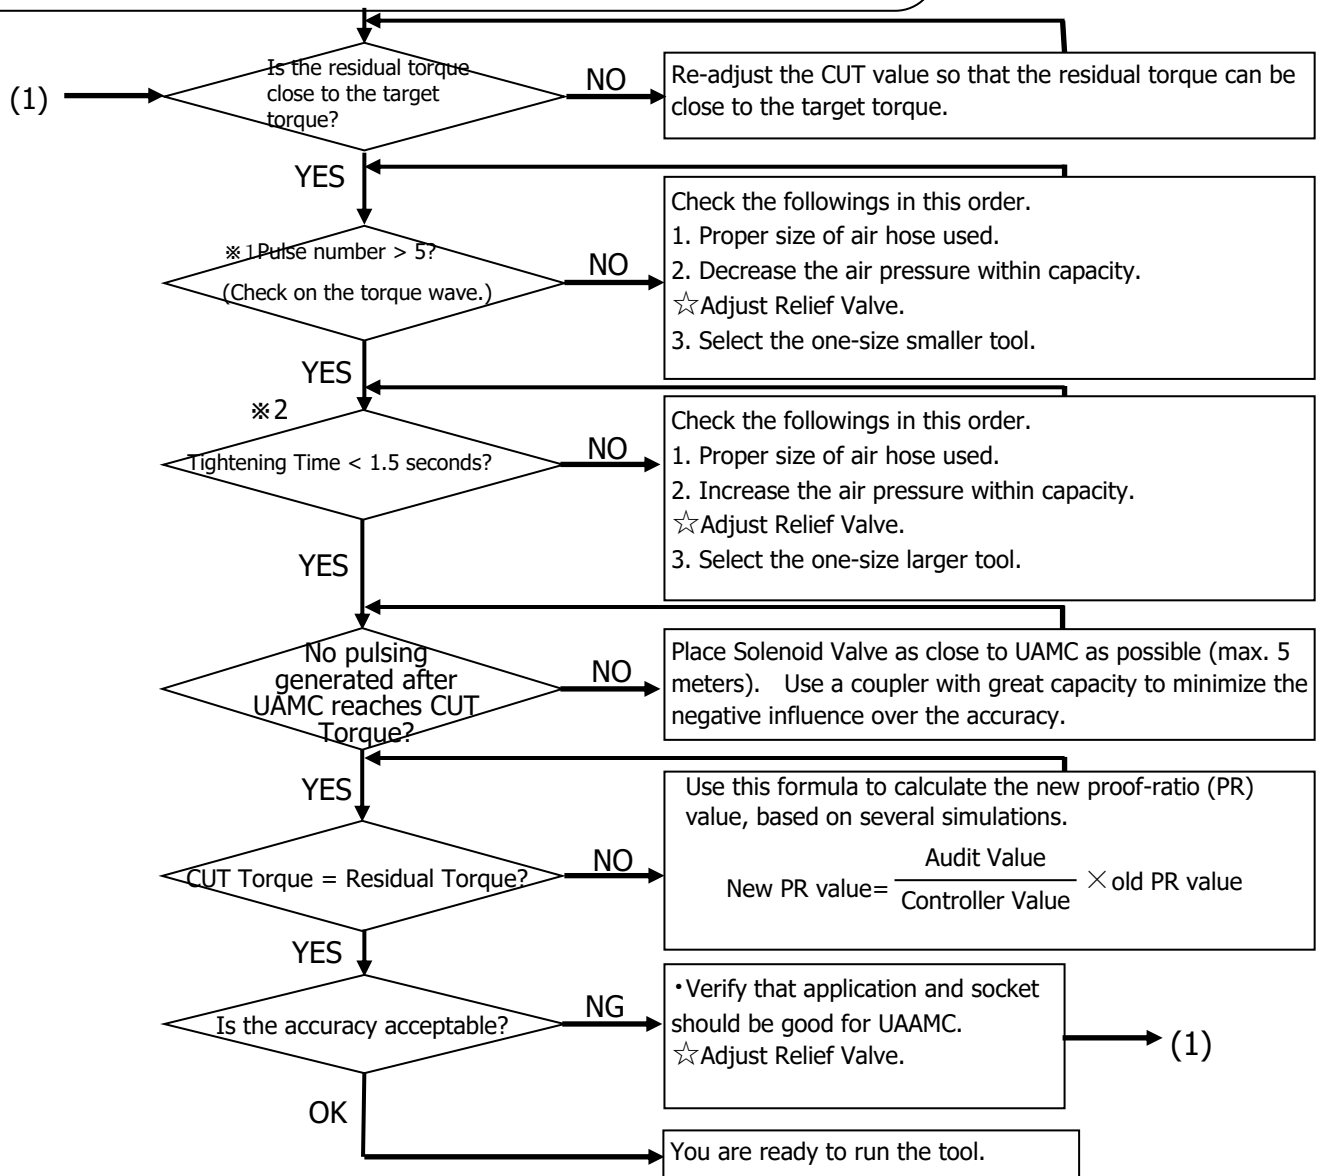 Is the residual torque
close to the target
torque?
(1)
NO
Re-adjust the CUT value so that the residual torque can be
close to the target torque.
YES
※1Pulse number > 5?
(Check on the torque wave.)
NO
Check the followings in this order.
1. Proper size of air hose used.
2. Decrease the air pressure within capacity.
☆Adjust Relief Valve.
3. Select the one-size smaller tool.
YES
※2
Tightening Time < 1.5 seconds?
NO
Check the followings in this order.
1. Proper size of air hose used.
2. Increase the air pressure within capacity.
☆Adjust Relief Valve.
3. Select the one-size larger tool.
YES
No pulsing
generated after
UAMC reaches CUT
Torque?
NO
Place Solenoid Valve as close to UAMC as possible (max. 5
meters). Use a coupler with great capacity to minimize the
negative influence over the accuracy.
YES
CUT Torque = Residual Torque?
NO
Use this formula to calculate the new proof-ratio (PR)
value, based on several simulations.
Audit Value
New PR value= ×old PR value
Controller Value
YES
Is the accuracy acceptable?
NG
・Verify that application and socket
should be good for UAAMC.
☆Adjust Relief Valve.
(1)
OK
You are ready to run the tool.